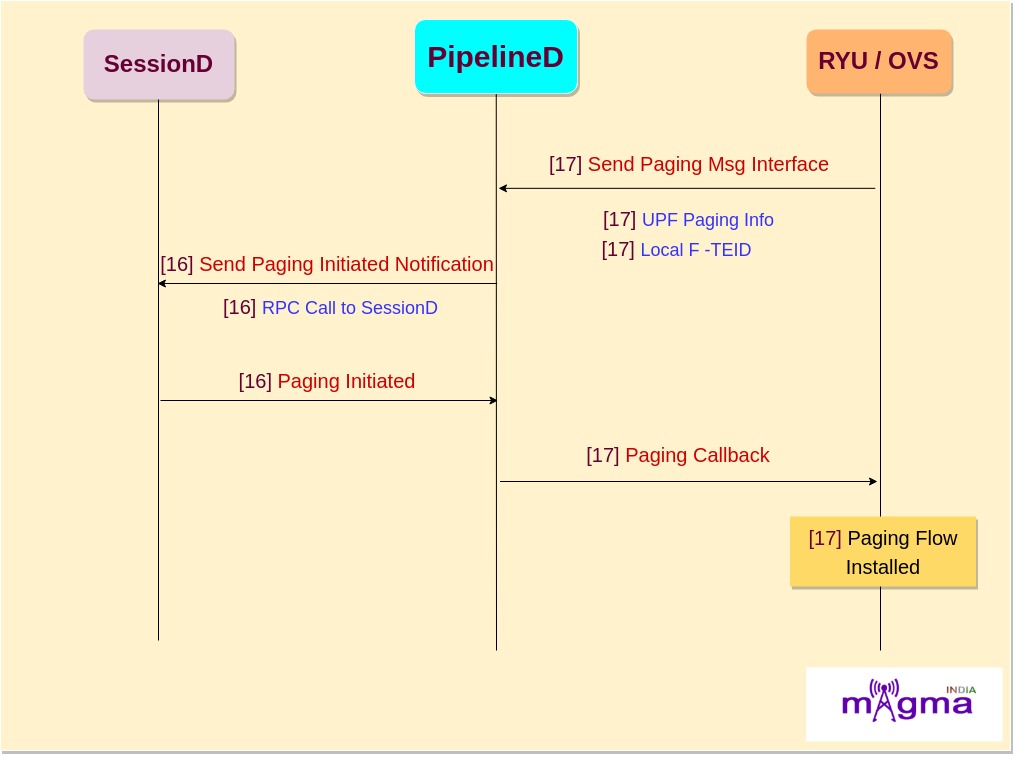 SessionD
PipelineD
RYU / OVS
[17] Send Paging Msg Interface
[17] UPF Paging Info
[17] Local F -TEID
[16] Send Paging Initiated Notification
[16] RPC Call to SessionD
[16] Paging Initiated
[17] Paging Callback
[17] Paging Flow
Installed
INDIA
magma